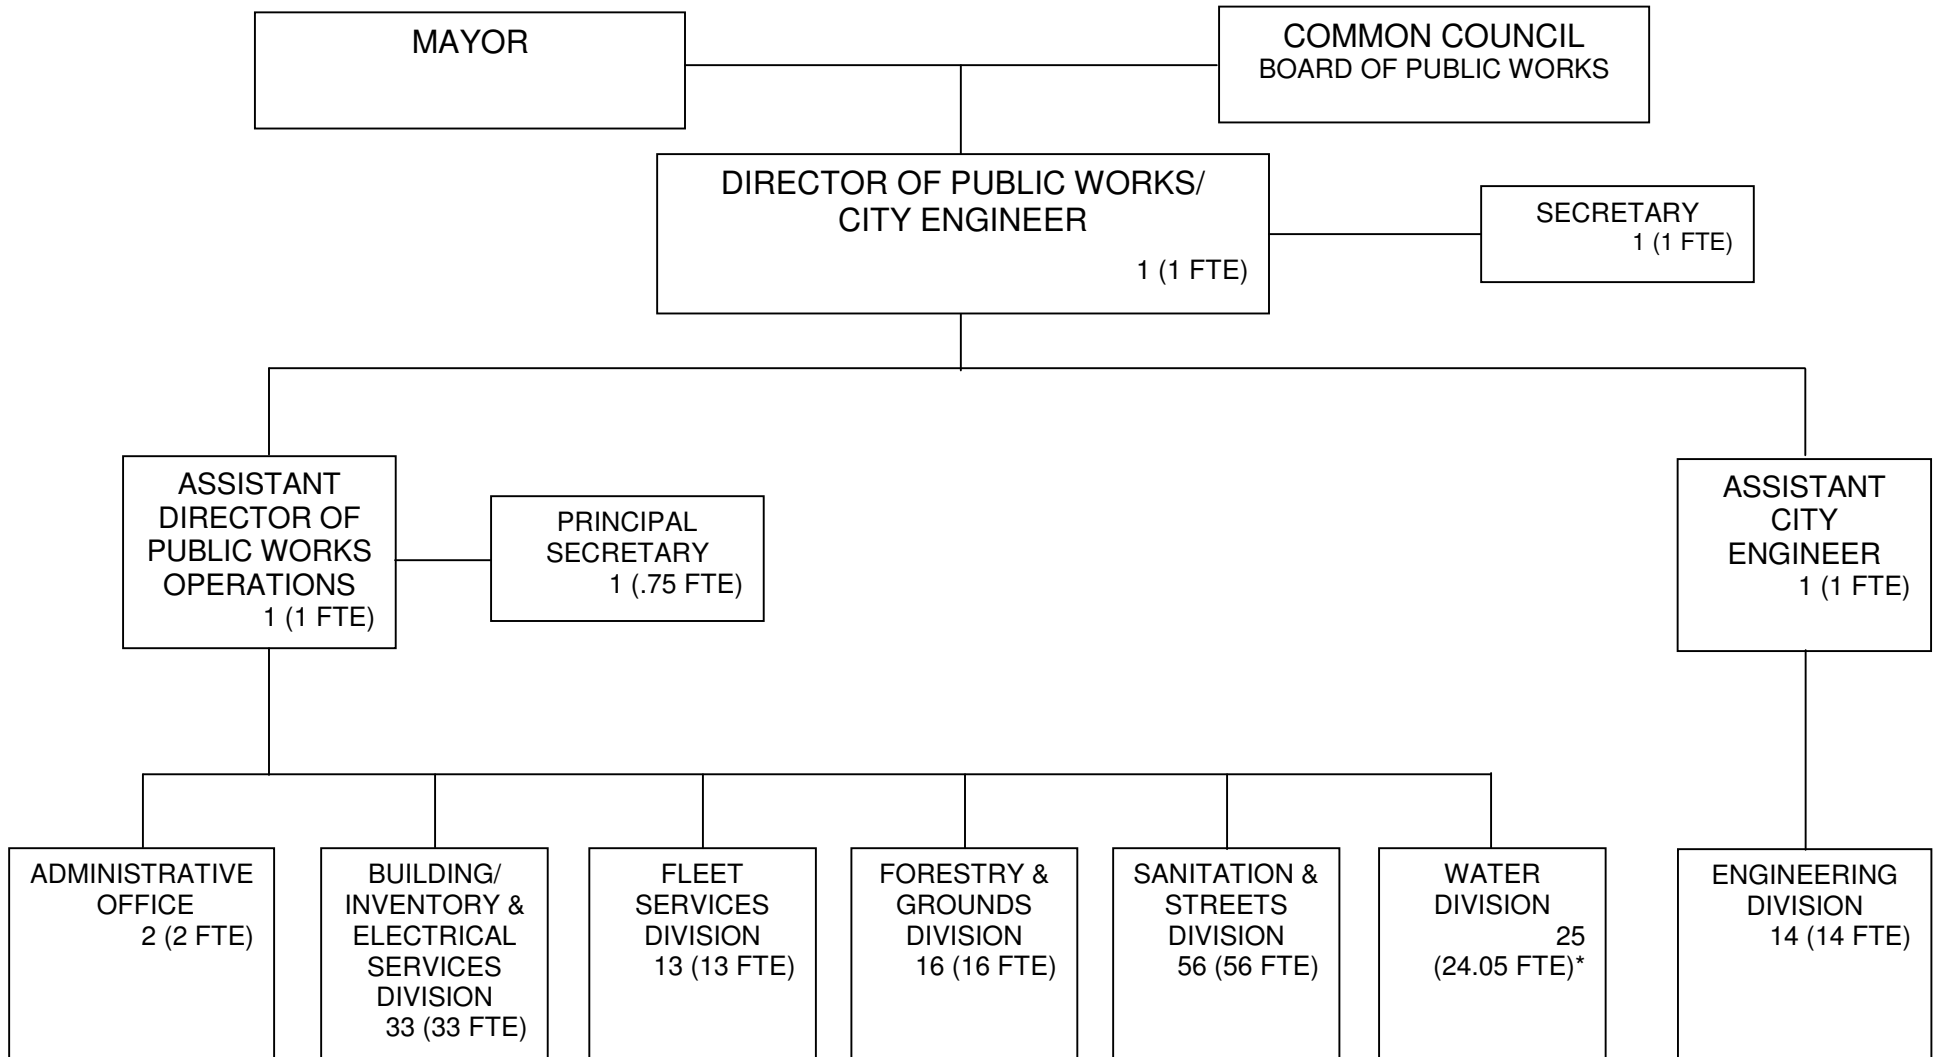 MAYOR
COMMON COUNCIL
BOARD OF PUBLIC WORKS
DIRECTOR OF PUBLIC WORKS/
CITY ENGINEER
1 (1 FTE)
SECRETARY
1 (1 FTE)
ASSISTANT
DIRECTOR OF
PUBLIC WORKS
OPERATIONS
1 (1 FTE)
PRINCIPAL
SECRETARY
1 (.75 FTE)
ASSISTANT
CITY
ENGINEER
1 (1 FTE)
ADMINISTRATIVE
OFFICE
2 (2 FTE)
BUILDING/
INVENTORY &
ELECTRICAL
SERVICES
DIVISION
33 (33 FTE)
FLEET
SERVICES
DIVISION
13 (13 FTE)
FORESTRY &
GROUNDS
DIVISION
16 (16 FTE)
SANITATION &
STREETS
DIVISION
56 (56 FTE)
WATER
DIVISION
25
(24.05 FTE)*
ENGINEERING
DIVISION
14 (14 FTE)